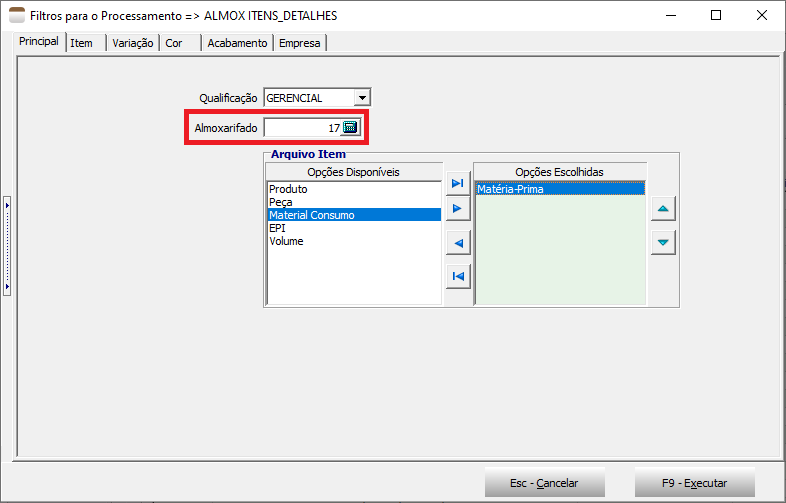 Filtros para o Processamento => ALMOX ITENS_DETALHES
Principal Item Variação Cor Acabamento Empresa
Qualificação GERENCIAL
Almoxarifado 17
Arquivo Item
Opções Disponíveis Opções Escolhidas
Produto Matéria-Prima
Peça
Material Consumo
EPI
Volume
Esc - Cancelar F9 - Executar